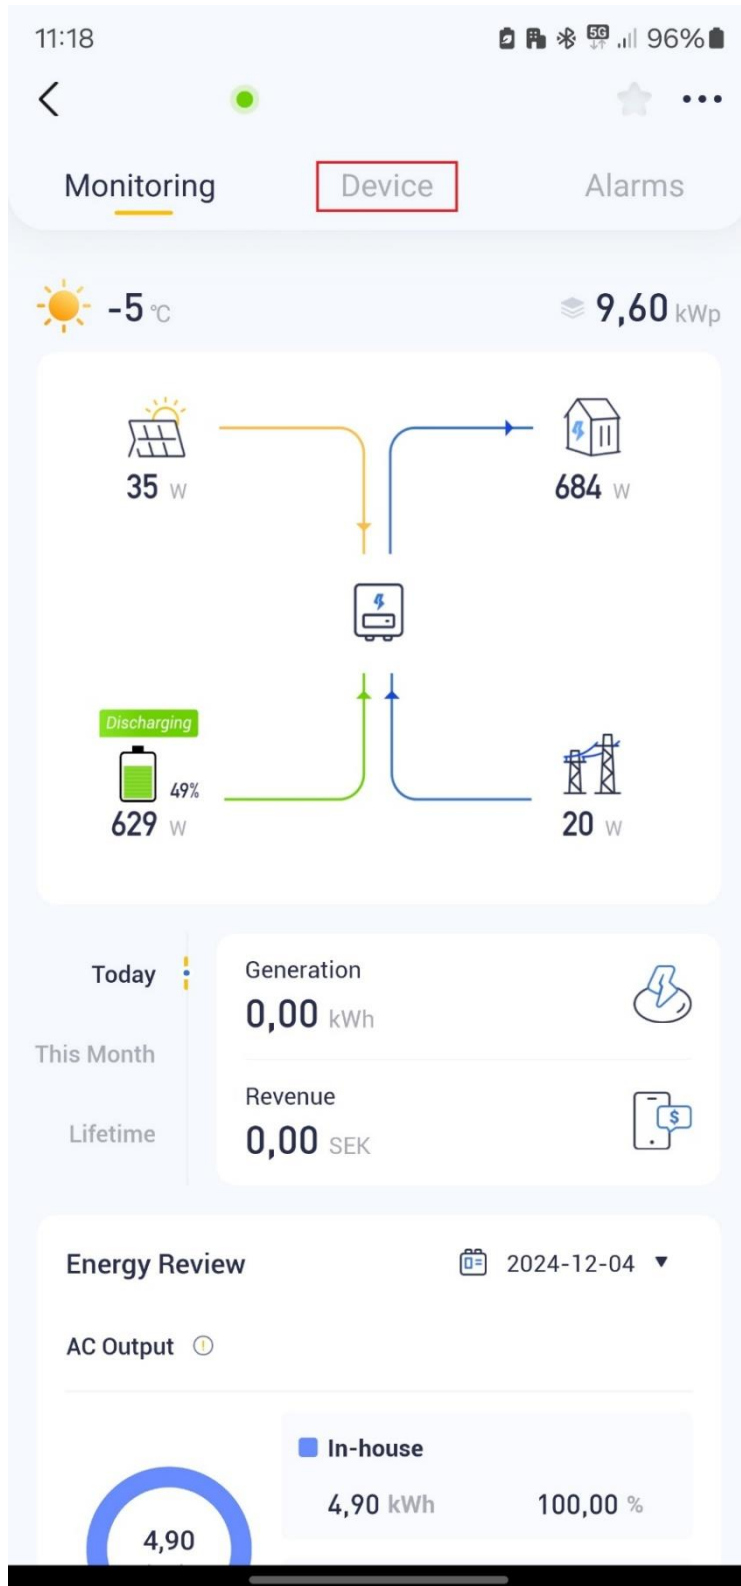 11:18 5G 96%
Monitoring Device Alarms
-5 °C 9,60 kWp
35 W 684 W
Discharging
49%
629 W 20 W
Today Generation
0,00 kWh
This Month
Revenue
Lifetime 0,00 SEK
$
Energy Review 2024-12-04
AC Output
In-house
4,90 kWh 100,00 %
4,90